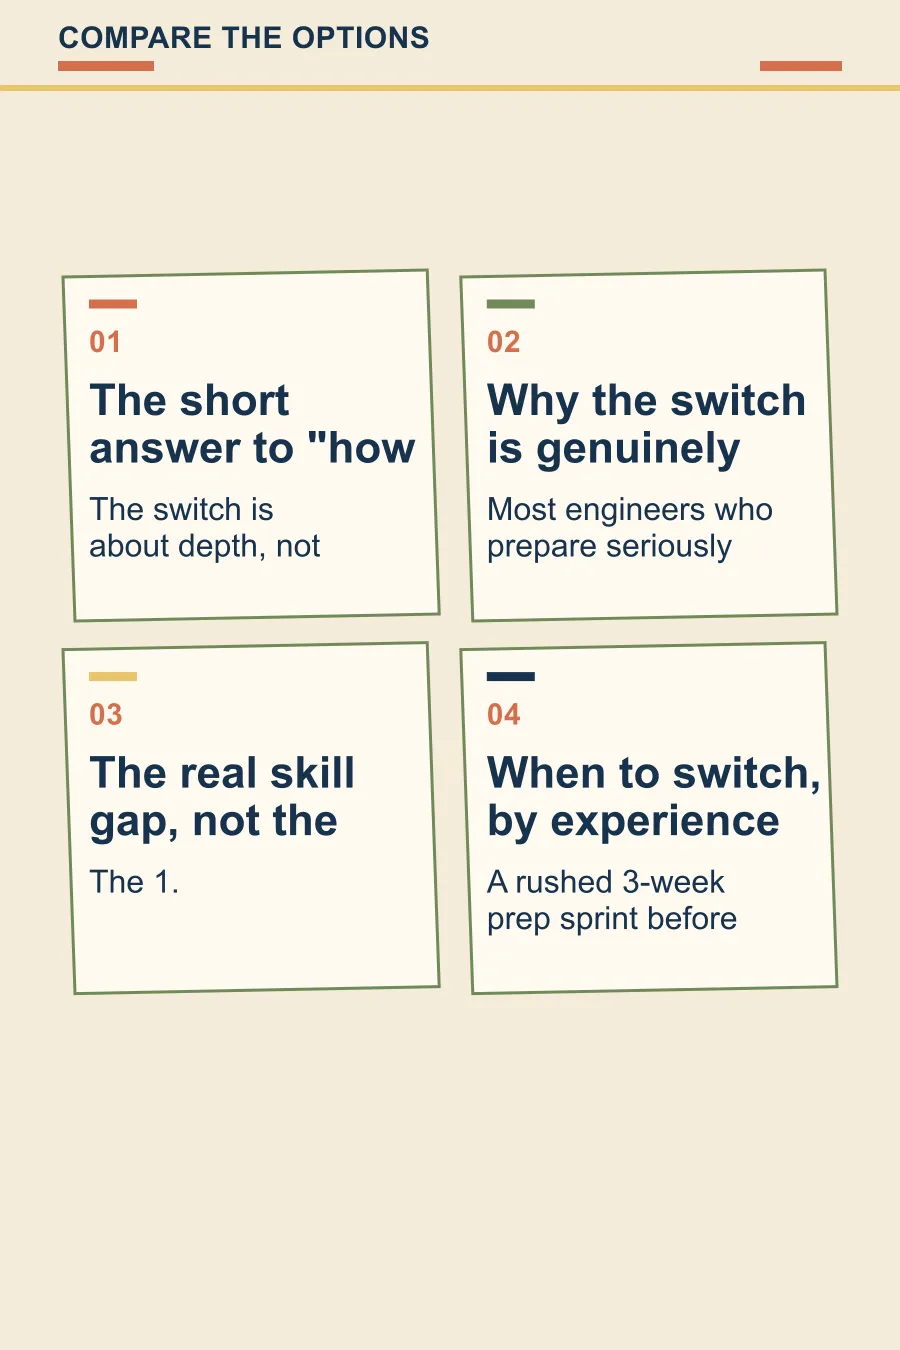 COMPARE THE OPTIONS
01
The short
answer to "how
The switch is
about depth, not
02
Why the switch
is genuinely
Most engineers who
prepare seriously
03
The real skill
gap, not the
The 1.
04
When to switch,
by experience
A rushed 3-week
prep sprint before